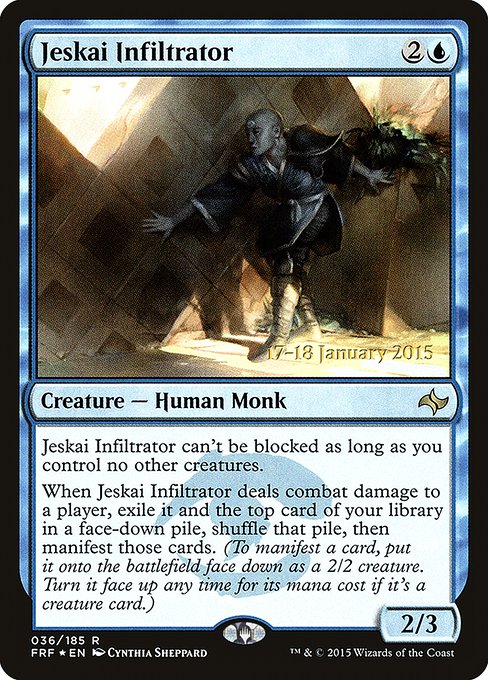 Jeskai Infiltrator 2
17–18 January 2015
Creature — Human Monk
Jeskai Infiltrator can't be blocked as long as you
control no other creatures.
When Jeskai Infiltrator deals combat damage to
a player, exile it and the top card of your library
in a face-down pile, shuffle that pile, then
manifest those cards. (To manifest a card, put
it onto the battlefield face down as a 2/2 creature.
Turn it face up any time for its mana cost if it's a
creature card.)
2/3
036/185 R
FRF ★ EN Cynthia Sheppard
™ & © 2015 Wizards of the Coast